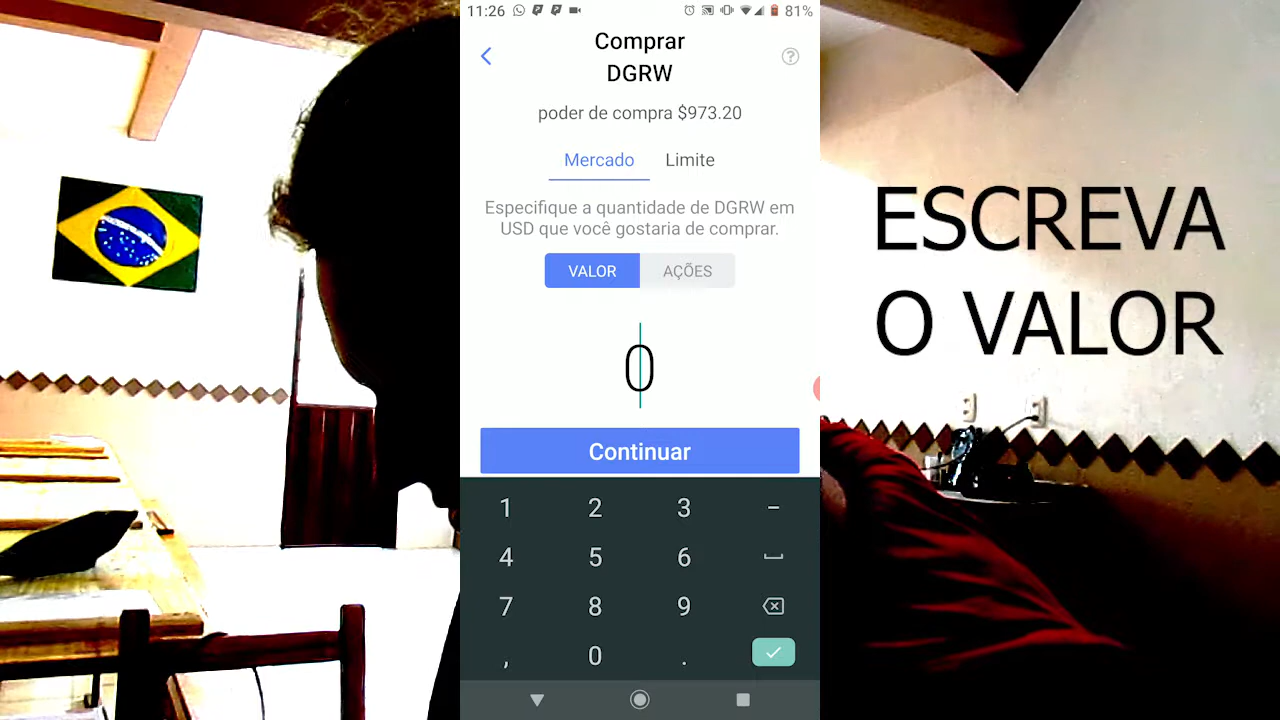 11:26
81%
Comprar
DGRW
poder de compra $973.20
Mercado Limite
Especifique a quantidade de DGRW em
USD que você gostaria de comprar.
VALOR AÇÕES
0
Continuar
1 2 3 –
4 5 6
7 8 9
, 0 .
ESCREVA
O VALOR